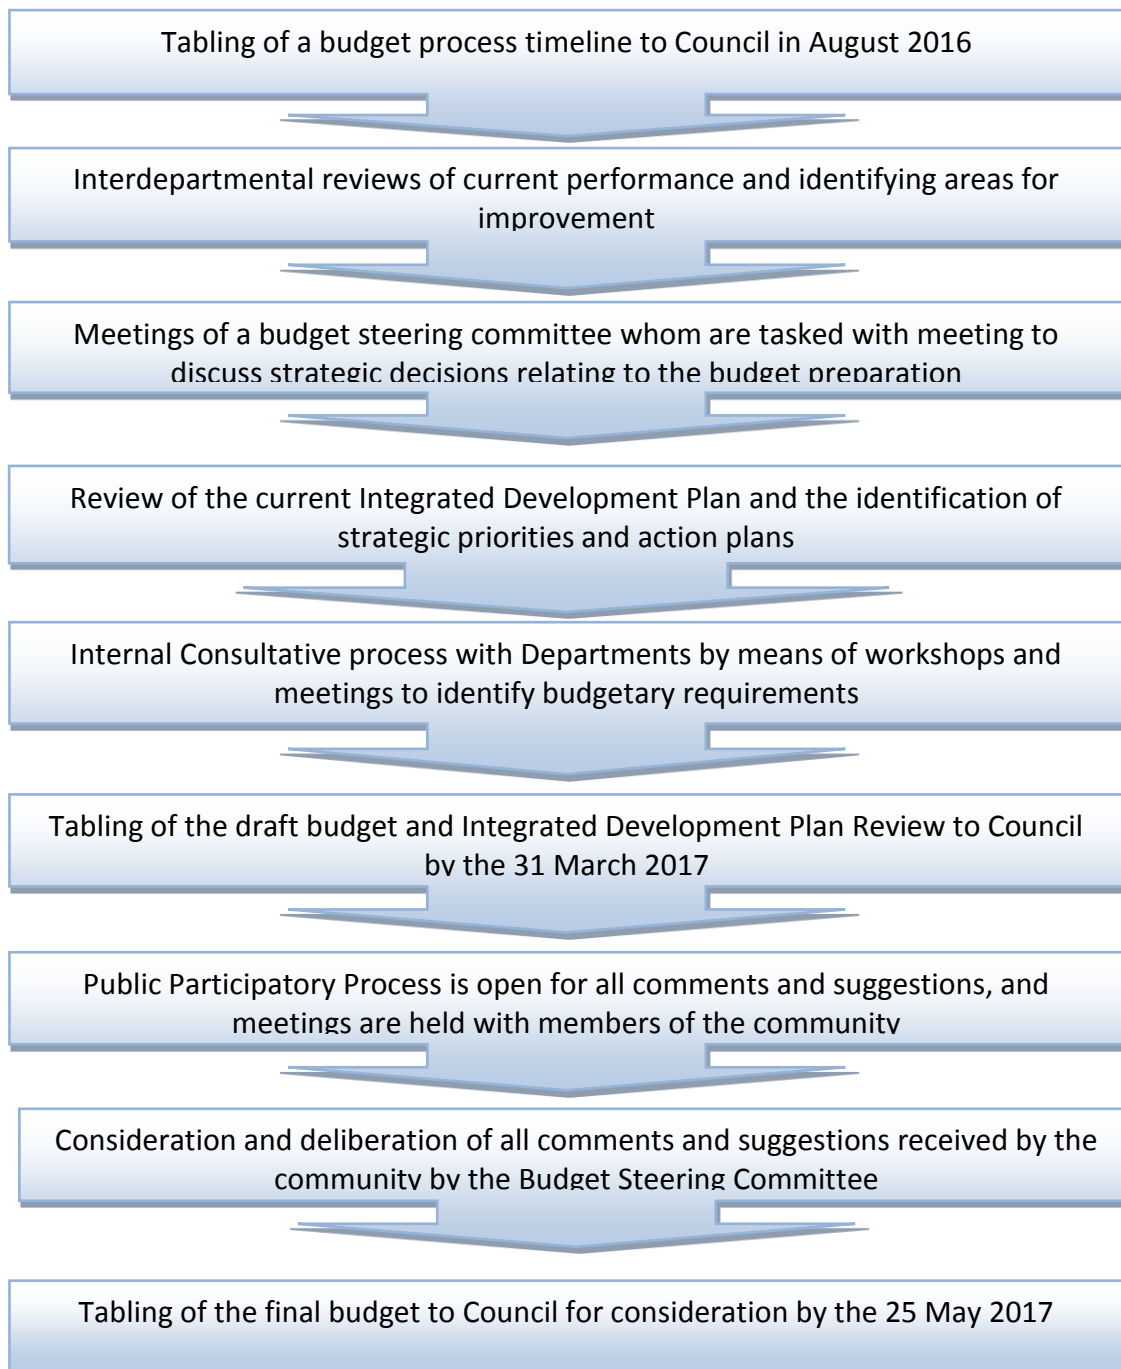 Tabling of a budget process timeline to Council in August 2016
Interdepartmental reviews of current performance and identifying areas for
improvement
Meetings of a budget steering committee whom are tasked with meeting to
discuss strategic decisions relating to the budget preparation
Review of the current Integrated Development Plan and the identification of
strategic priorities and action plans
Internal Consultative process with Departments by means of workshops and
meetings to identify budgetary requirements
Tabling of the draft budget and Integrated Development Plan Review to Council
by the 31 March 2017
Public Participatory Process is open for all comments and suggestions, and
meetings are held with members of the community
Consideration and deliberation of all comments and suggestions received by the
community by the Budget Steering Committee
Tabling of the final budget to Council for consideration by the 25 May 2017